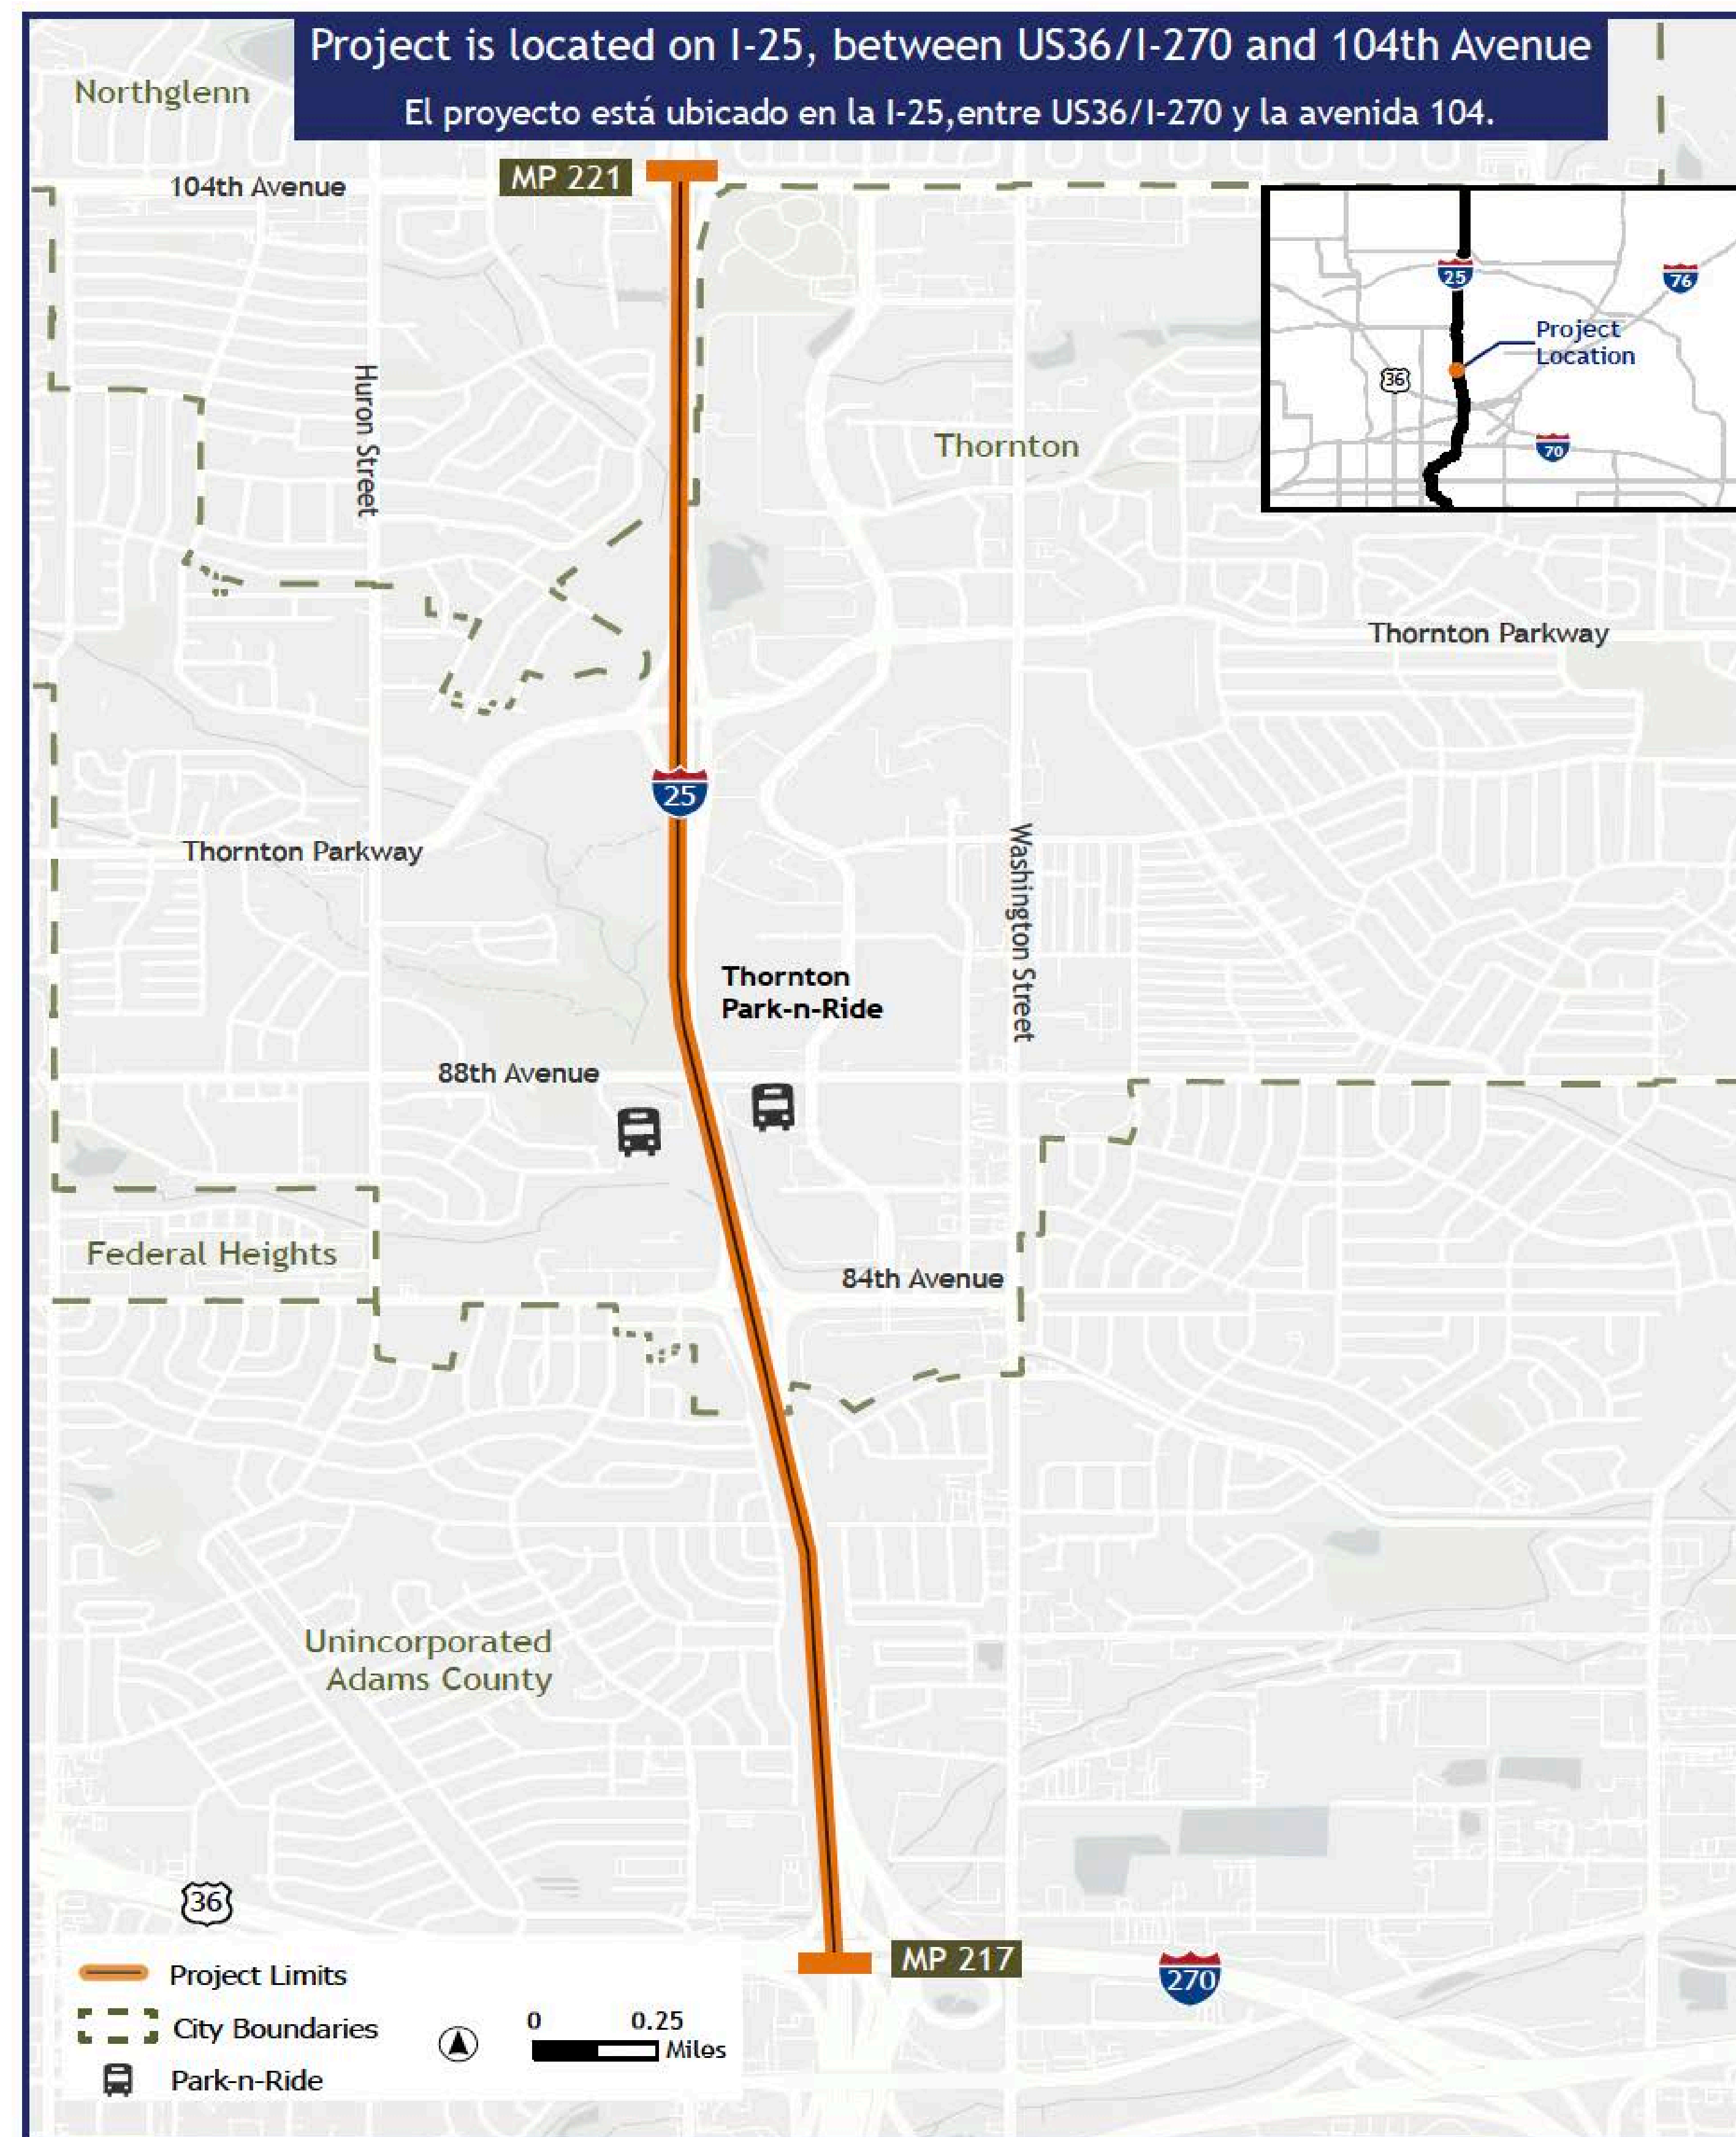 Project is located on I-25, between US36/I-270 and 104th Avenue
El proyecto está ubicado en la I-25,entre US36/I-270 y la avenida 104.
Northglenn
104th Avenue
MP 221
25
76
Project
Location
36
70
Huron Street
Thornton
Thornton Parkway
25
Thornton Parkway
Washington Street
Thornton
Park-n-Ride
88th Avenue
Federal Heights
84th Avenue
Unincorporated
Adams County
36
MP 217
270
Project Limits
City Boundaries
Park-n-Ride
0 0.25
Miles